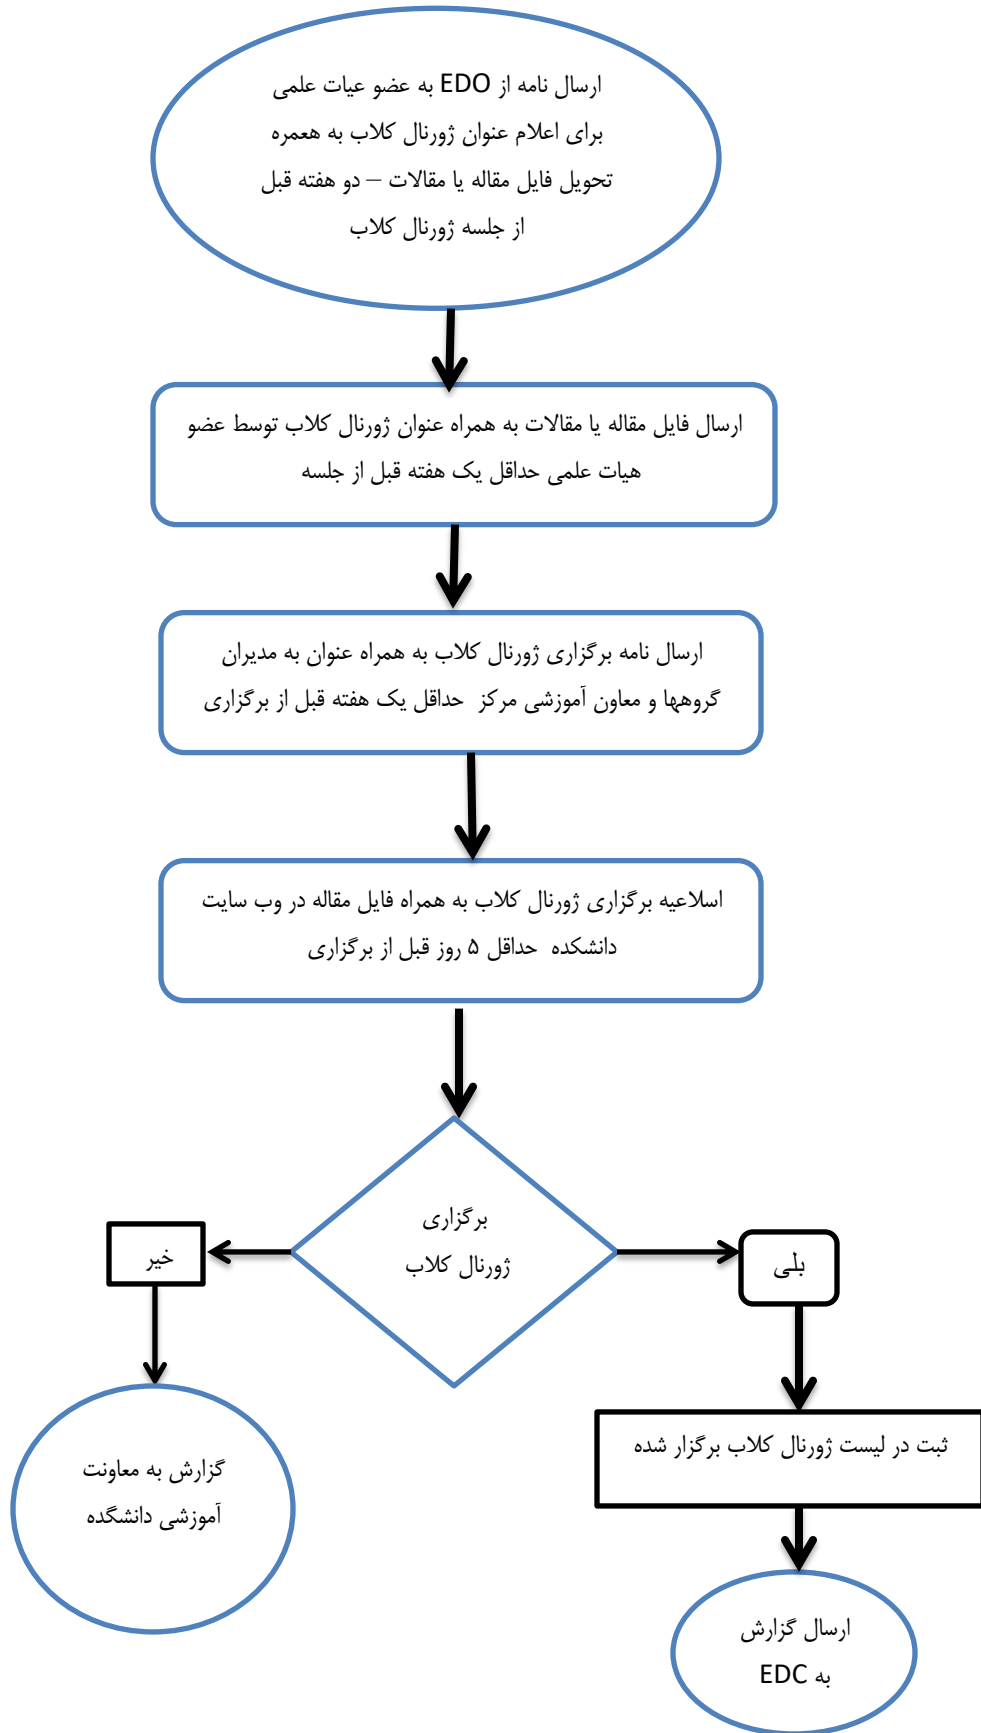 ارسال نامه از EDO به عضو عیات علمی
برای اعلام عنوان ژورنال کلاب به هعمره
تحویل فایل مقاله یا مقالات – دو هفته قبل
از جلسه ژورنال کلاب
ارسال فایل مقاله یا مقالات به همراه عنوان ژورنال کلاب توسط عضو
هیات علمی حداقل یک هفته قبل از جلسه
ارسال نامه برگزاری ژورنال کلاب به همراه عنوان به مدیران
گروهها و معاون آموزشی مرکز حداقل یک هفته قبل از برگزاری
اسلاعیه برگزاری ژورنال کلاب به همراه فایل مقاله در وب سایت
دانشکده حداقل ۵ روز قبل از برگزاری
برگزاری
ژورنال کلاب
بلی
خیر
ثبت در لیست ژورنال کلاب برگزار شده
گزارش به معاونت
آموزشی دانشگده
ارسال گزارش
به EDC